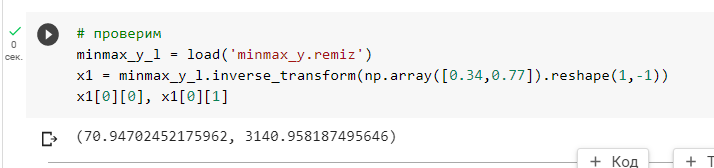 # проверим
0
сек.
minmax_y_l = load('minmax_y.remiz')
x1 = minmax_y_l.inverse_transform(np.array([0.34,0.77]).reshape(1,-1))
x1[0][0], x1[0][1]
(70.94702452175962, 3140.958187495646)
+ Код
+ Т